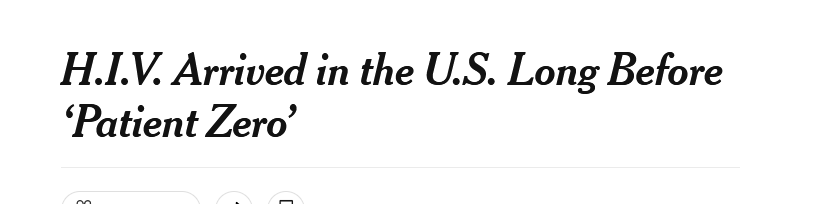 H.I.V. Arrived in the U.S. Long Before
‘Patient Zero’